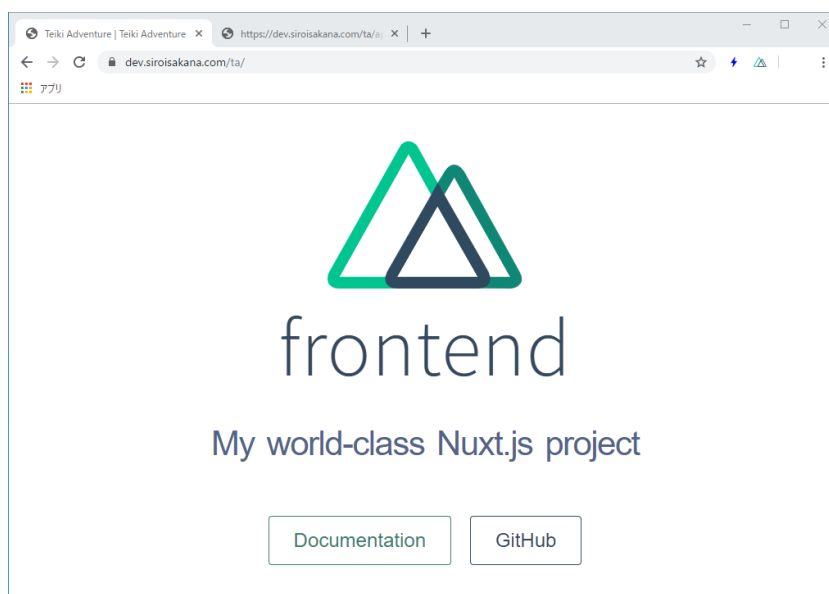 Teiki Adventure | Teiki Adventure
https://dev.siroisakana.com/ta/a
dev.siroisakana.com/ta/
アプリ
frontend
My world-class Nuxt.js project
Documentation
GitHub